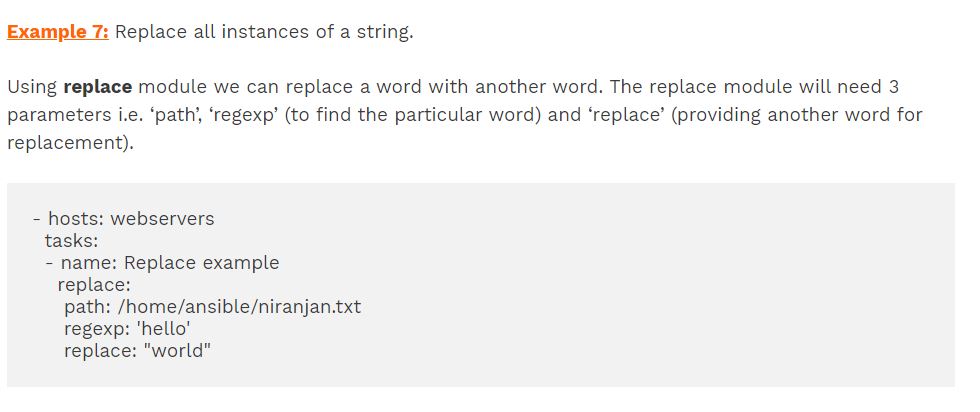 Example 7: Replace all instances of a string.
Using replace module we can replace a word with another word. The replace module will need 3
parameters i.e. ‘path’, ‘regexp’ (to find the particular word) and ‘replace’ (providing another word for
replacement).
- hosts: webservers
  tasks:
  - name: Replace example
    replace:
     path: /home/ansible/niranjan.txt
     regexp: 'hello'
     replace: "world"